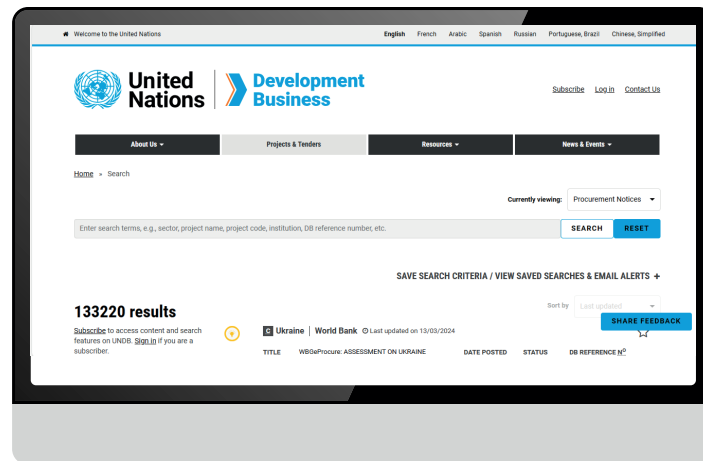 Welcome to the United Nations
English French Arabic Spanish Russian Portuguese, Brazil Chinese, Simplified
United Nations
Development Business
Subscribe Log in Contact Us
About Us Projects & Tenders Resources News & Events
Home » Search
Currently viewing: Procurement Notices
Enter search terms, e.g., sector, project name, project code, institution, DB reference number, etc.
SEARCH RESET
SAVE SEARCH CRITERIA / VIEW SAVED SEARCHES & EMAIL ALERTS +
133220 results
Sort by Last updated
SHARE FEEDBACK
Subscribe to access content and search
features on UNDB. Sign in if you are a
subscriber.
C Ukraine | World Bank Last updated on 13/03/2024
TITLE WBGeProcure: ASSESSMENT ON UKRAINE DATE POSTED STATUS DB REFERENCE Nº